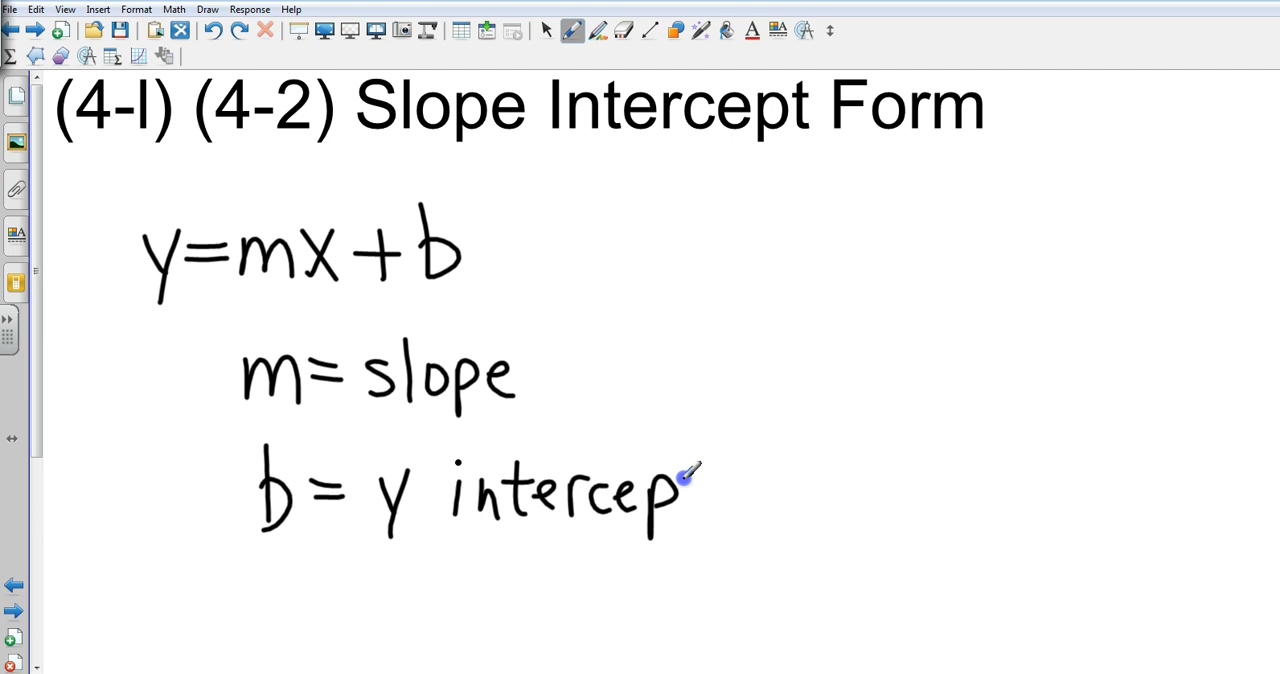 File Edit View Insert Format Math Draw Response Help
(4-l) (4-2) Slope Intercept Form
y=mx+b
m= slope
b= y intercep